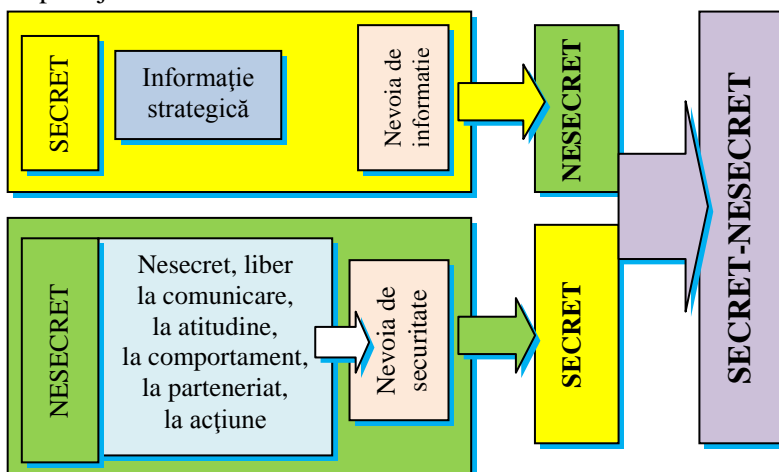 SECRET
Informaţie
strategică
Nevoia de
informatie
NESECRET
NESECRET
Nesecret, liber
la comunicare,
la atitudine,
la comportament,
la parteneriat,
la acţiune
Nevoia de
securitate
SECRET
SECRET-NESECRET